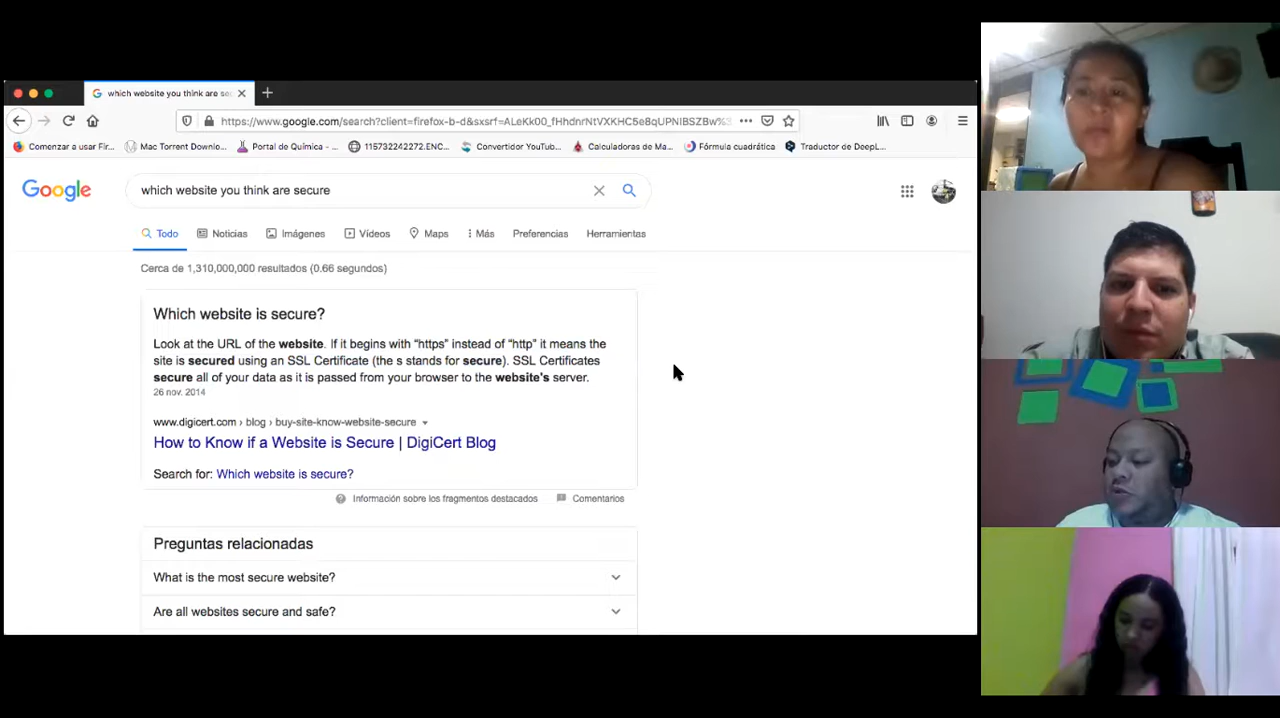 which website you think are sec
https://www.google.com/search?client=firefox-b-d&sxsrf=ALeKk00_fHhdnrNtVXKHC5e8qUPNIBSZBw%3
Comenzar a usar Fir... Mac Torrent Downlo... Portal de Química - ... 115732242272.ENC... Convertidor YouTub... Calculadoras de Ma... Fórmula cuadrática Traductor de DeepL...
Google which website you think are secure
Todo Noticias Imágenes Vídeos Maps Más Preferencias Herramientas
Cerca de 1,310,000,000 resultados (0.66 segundos)
Which website is secure?
Look at the URL of the website. If it begins with “https” instead of “http” it means the
site is secured using an SSL Certificate (the s stands for secure). SSL Certificates
secure all of your data as it is passed from your browser to the website's server.
26 nov. 2014
www.digicert.com › blog › buy-site-know-website-secure
How to Know if a Website is Secure | DigiCert Blog
Search for: Which website is secure?
Información sobre los fragmentos destacados Comentarios
Preguntas relacionadas
What is the most secure website?
Are all websites secure and safe?